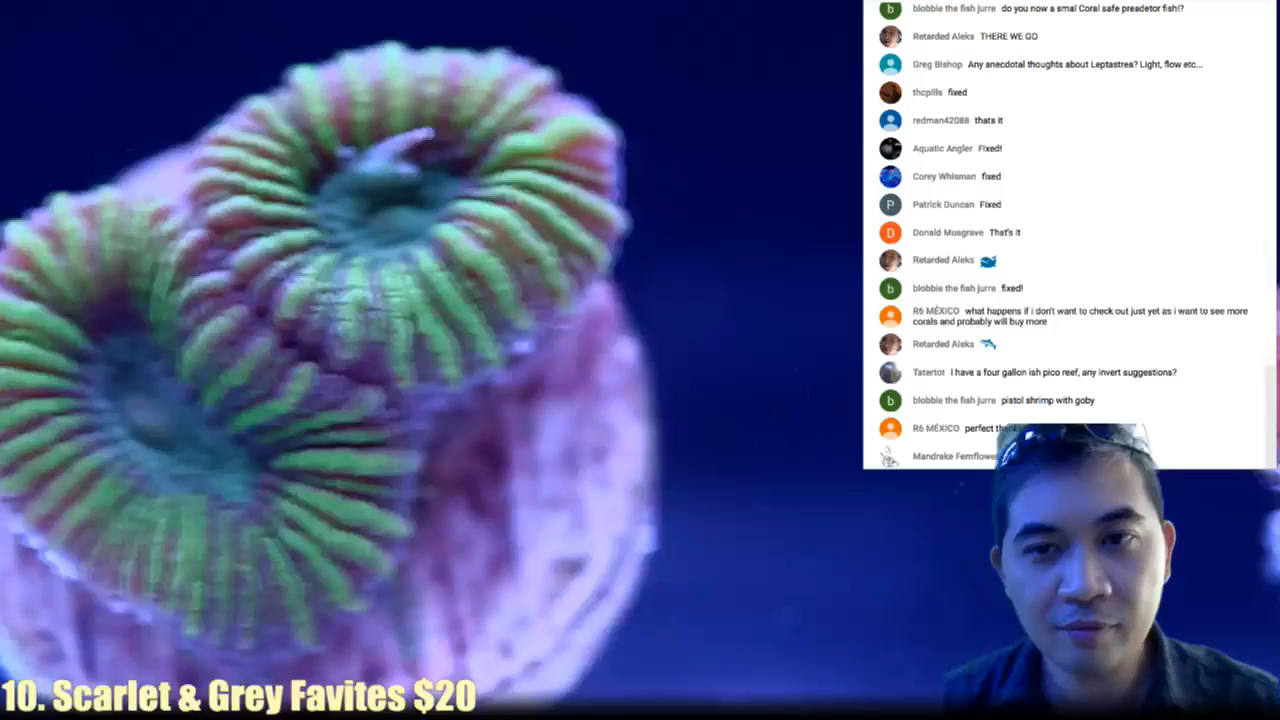 blobbie the fish jurre do you now a smal Coral safe preadetor fish!?
Retarded Aleks THERE WE GO
Greg Bishop Any anecdotal thoughts about Leptastrea? Light, flow etc...
thcpills fixed
redman42088 thats it
Aquatic Angler Fixed!
Corey Whisman fixed
P
Patrick Duncan Fixed
D
Donald Musgrave That's it
Retarded Aleks
b
blobbie the fish jurre fixed!
R6 MÉXICO what happens if i don't want to check out just yet as i want to see more
corals and probably will buy more
Retarded Aleks
Tatertot I have a four gallon ish pico reef, any invert suggestions?
b
blobbie the fish jurre pistol shrimp with goby
R6 MÉXICO perfect
Mandrake
10. Scarlet & Grey Favites $20